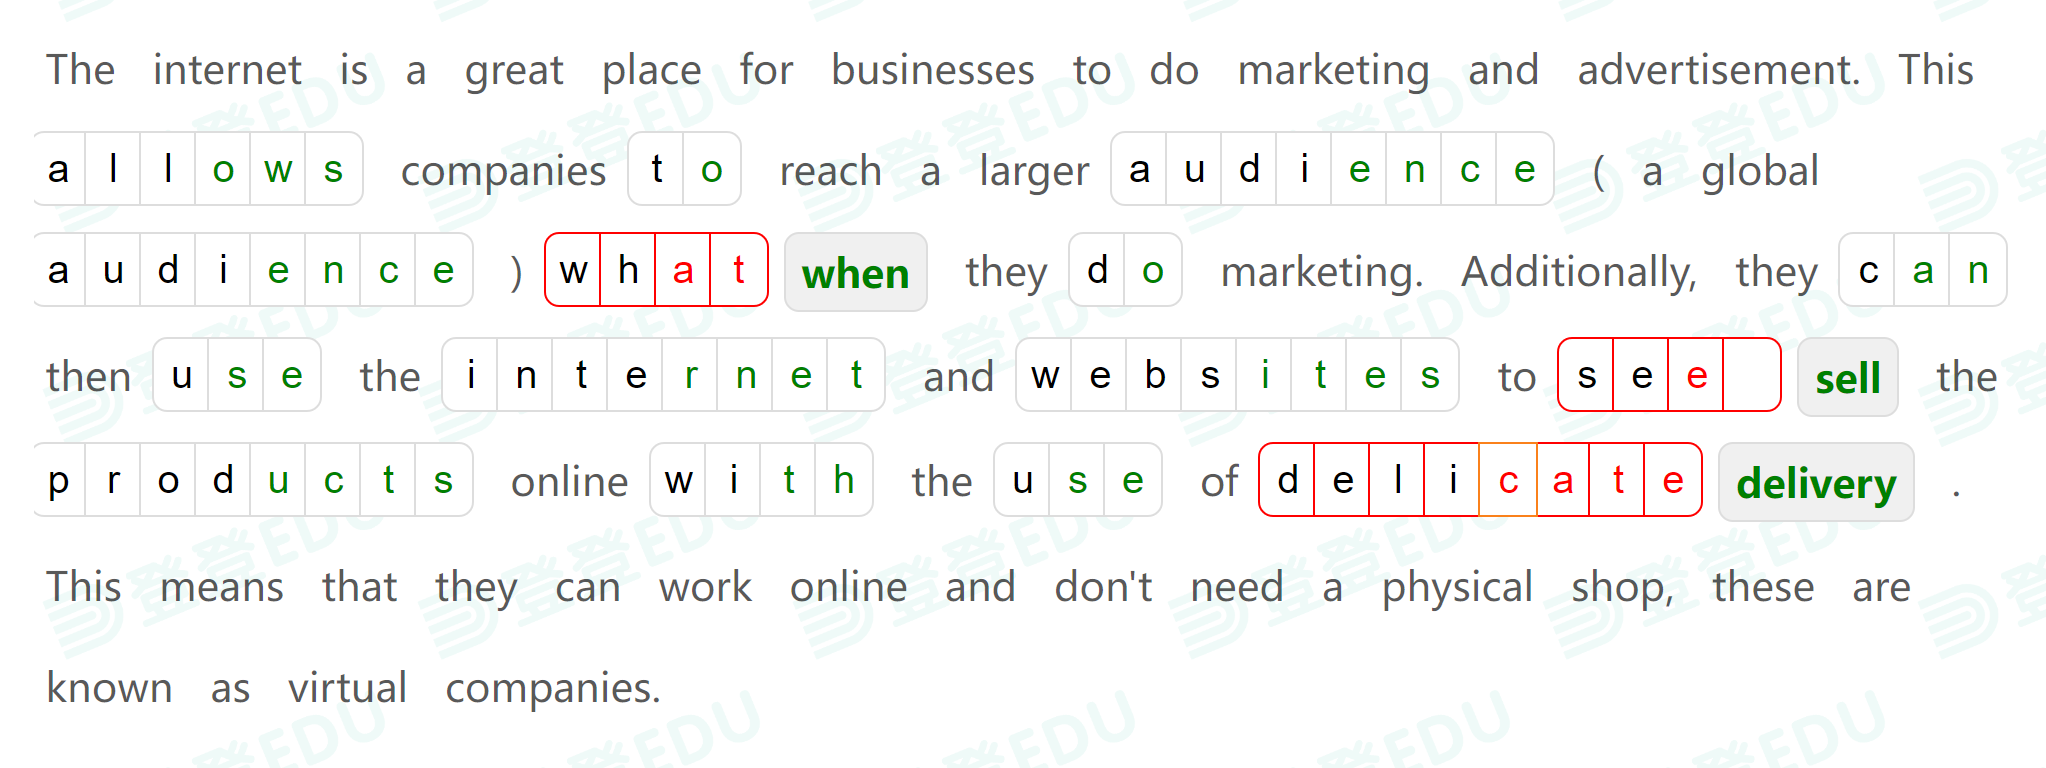 The internet is a great place for businesses to do marketing and advertisement. This
allows companies to reach a larger audience ( a global
audience ) what when they do marketing. Additionally, they can
then use the internet and websites to see sell the
products online with the use of delicate delivery .
This means that they can work online and don't need a physical shop, these are
known as virtual companies.